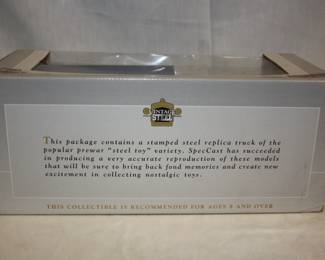 VINTAGE
STEEL
This package contains a stamped steel replica truck of the
popular prewar "steel toy" variety. SpecCast has succeeded
in producing a very accurate reproduction of these models
that will be sure to bring back food memories and create new
excitement in collecting nostalgic toys.
THIS COLLECTIBLE IS RECOMMENDED FOR AGES 8 AND OVER